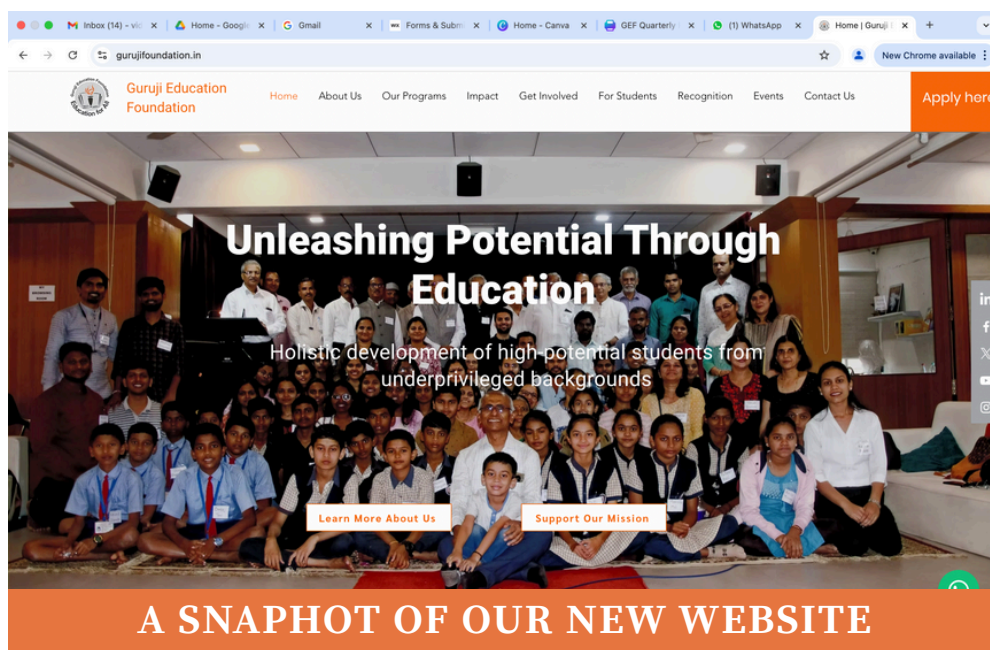 Inbox (14) - vic
Home - Google
Gmail
Forms & Subm
Home - Canva
GEF Quarterly
(1) WhatsApp
Home | Guruji
gurujifoundation.in
New Chrome available
Guruji Education
Foundation
Home
About Us
Our Programs
Impact
Get Involved
For Students
Recognition
Events
Contact Us
Apply here
Unleashing Potential Through
Education
Holistic development of high-potential students from
underprivileged backgrounds
Learn More About Us
Support Our Mission
A SNAPHOT OF OUR NEW WEBSITE